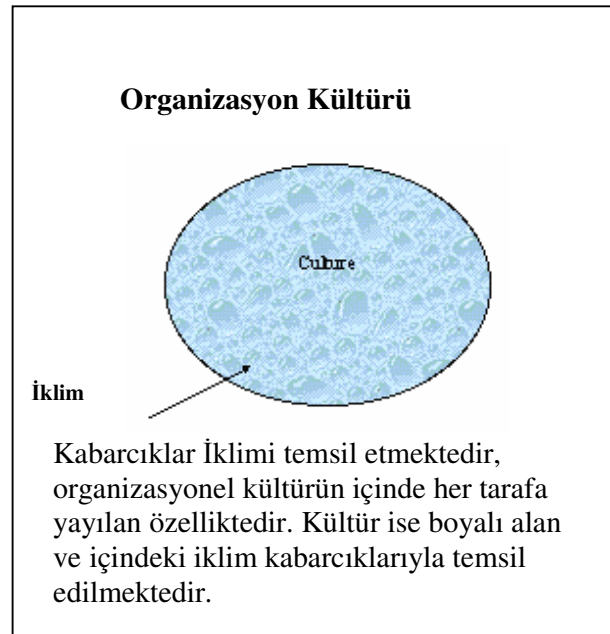 Organizasyon Kültürü
Culture
İklim
Kabarcıklar İklimi temsil etmektedir,
organizasyonel kültürün içinde her tarafa
yayılan özelliktedir. Kültür ise boyalı alan
ve içindeki iklim kabarcıklarıyla temsil
edilmektedir.